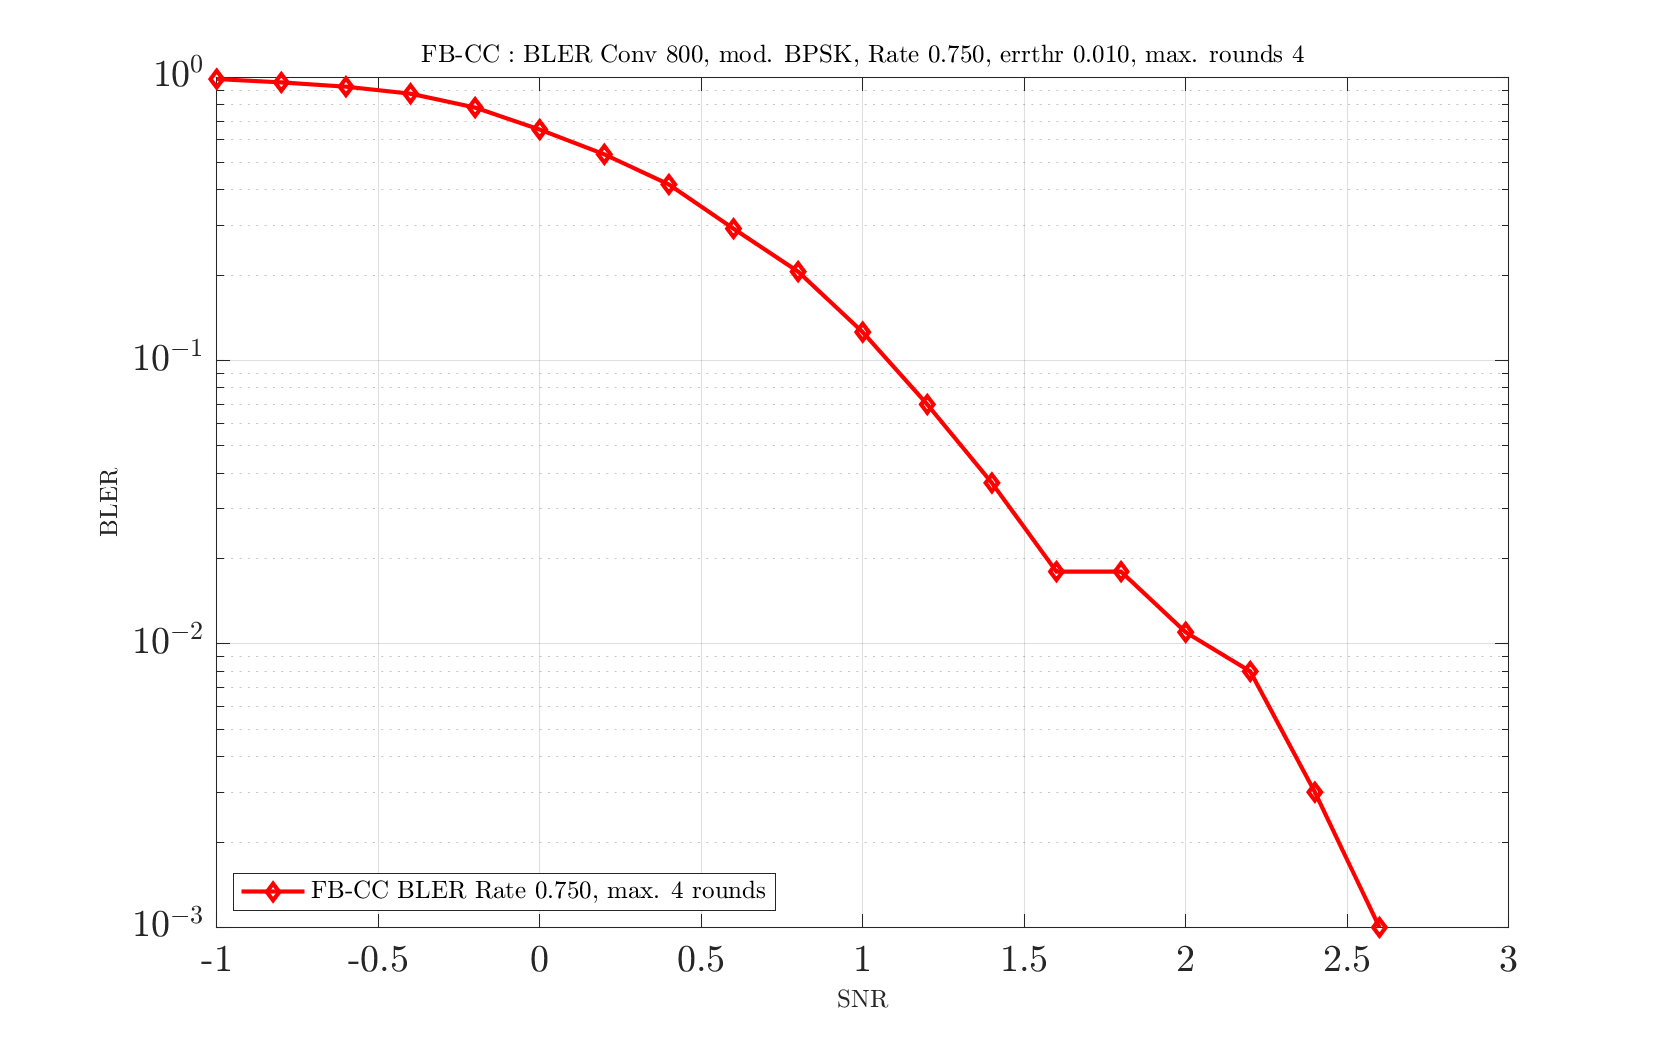 FB-CC : BLER Conv 800, mod. BPSK, Rate 0.750, errthr 0.010, max. rounds 4
10^0
10^−1
10^−2
10^−3
BLER
FB-CC BLER Rate 0.750, max. 4 rounds
-1 -0.5 0 0.5 1 1.5 2 2.5 3
SNR